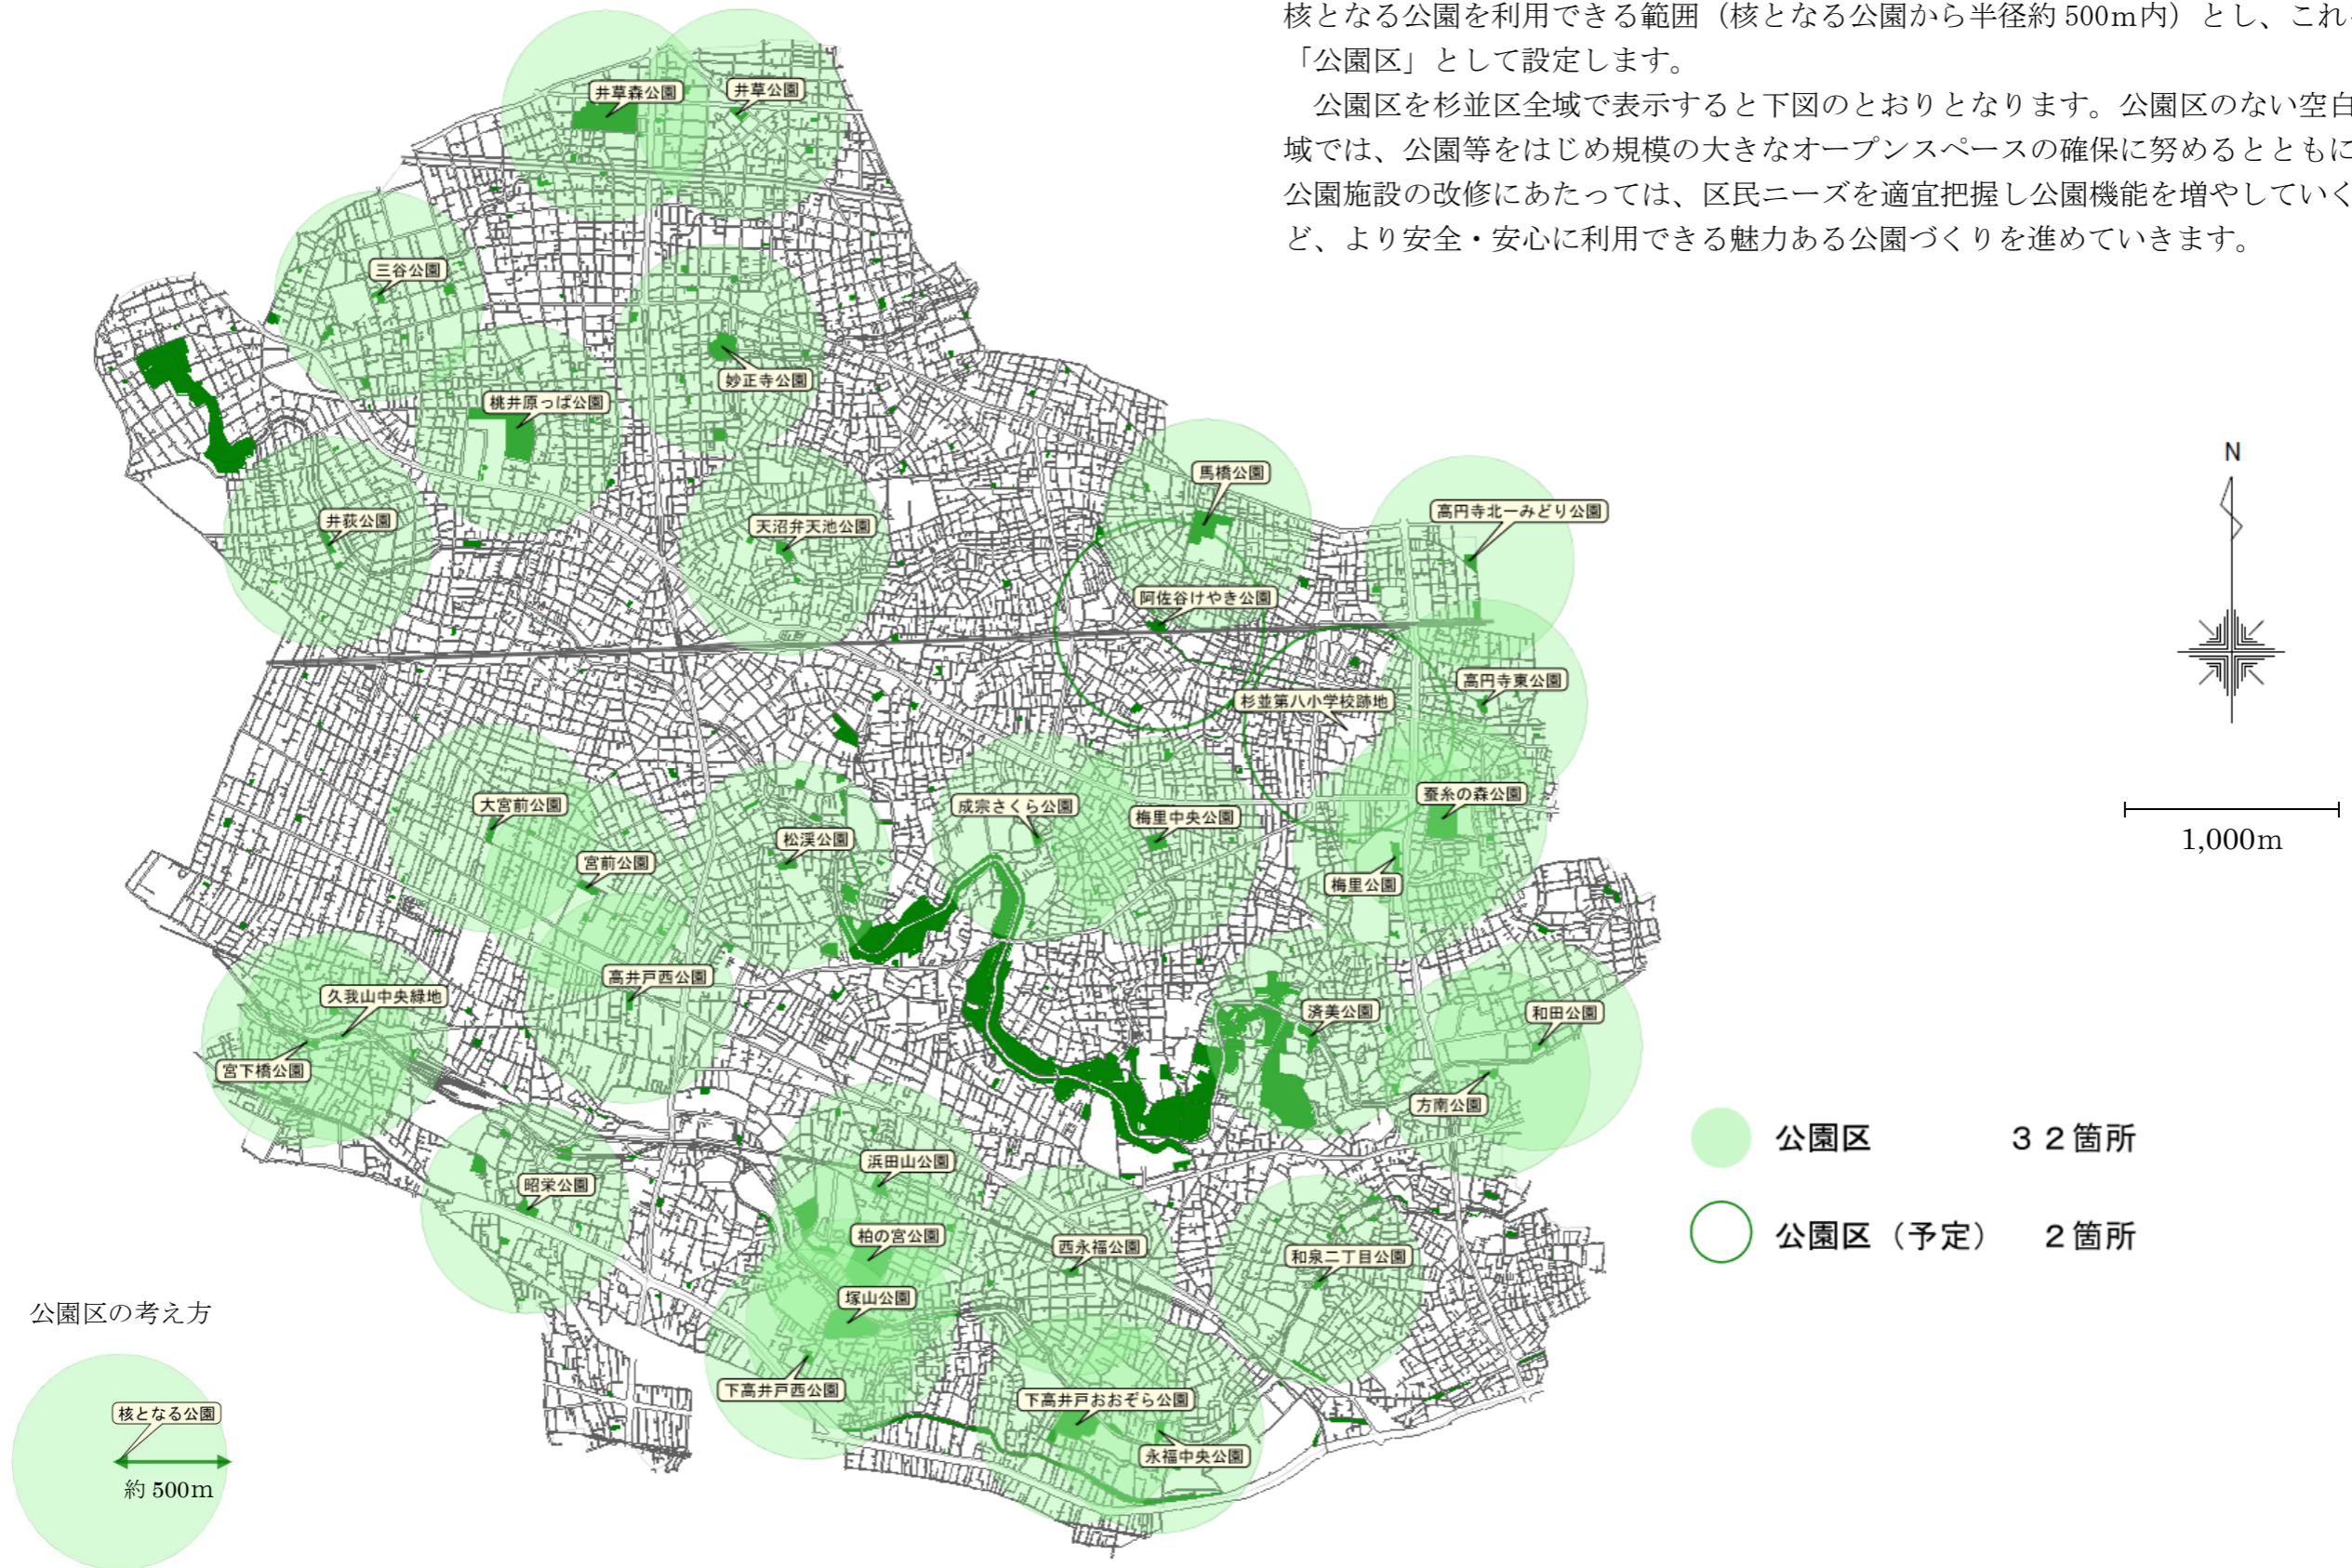 核となる公園を利用できる範囲（核となる公園から半径約 500m内）とし、これ
「公園区」として設定します。
　公園区を杉並区全域で表示すると下図のとおりとなります。公園区のない空白
域では、公園等をはじめ規模の大きなオープンスペースの確保に努めるとともに
公園施設の改修にあたっては、区民ニーズを適宜把握し公園機能を増やしていく
ど、より安全・安心に利用できる魅力ある公園づくりを進めていきます。
井草森公園
井草公園
三谷公園
妙正寺公園
桃井原っぱ公園
井荻公園
天沼弁天池公園
馬橋公園
高円寺北一みどり公園
阿佐谷けやき公園
高円寺東公園
杉並第八小学校跡地
大宮前公園
成宗さくら公園
梅里中央公園
蚕糸の森公園
松渓公園
宮前公園
梅里公園
高井戸西公園
久我山中央緑地
済美公園
和田公園
宮下橋公園
方南公園
浜田山公園
昭栄公園
柏の宮公園
西永福公園
和泉二丁目公園
塚山公園
下高井戸西公園
下高井戸おおぞら公園
永福中央公園
N
1,000m
公園区　３２箇所
公園区（予定）　２箇所
公園区の考え方
核となる公園
約 500m